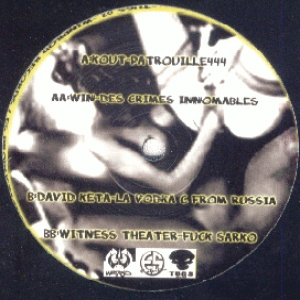 A:KOUT-PATROUILLE444
AA:WIN-DES CRIMES INNOMABLES
B:DAVID KETA-LA VODKA C FROM RUSSIA
BB:WITNESS THEATER-FUCK SARKO